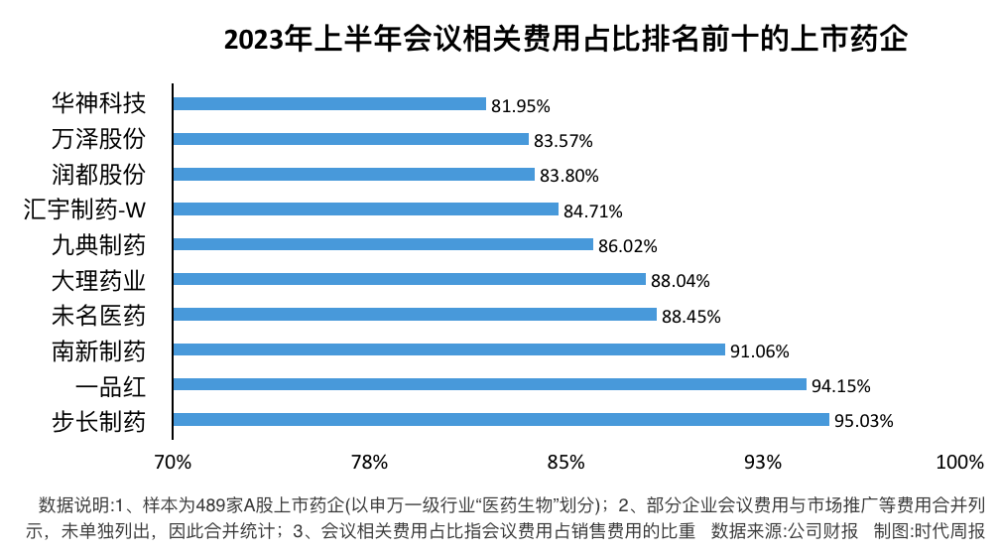 2023年上半年会议相关费用占比排名前十的上市药企
华神科技 81.95%
万泽股份 83.57%
润都股份 83.80%
汇宇制药-W 84.71%
九典制药 86.02%
大理药业 88.04%
未名医药 88.45%
南新制药 91.06%
一品红 94.15%
步长制药 95.03%
70% 78% 85% 93% 100%
数据说明:1、样本为489家A股上市药企(以申万一级行业“医药生物”划分)；2、部分企业会议费用与市场推广等费用合并列
示，未单独列出，因此合并统计；3、会议相关费用占比指会议费用占销售费用的比重 数据来源:公司财报 制图:时代周报